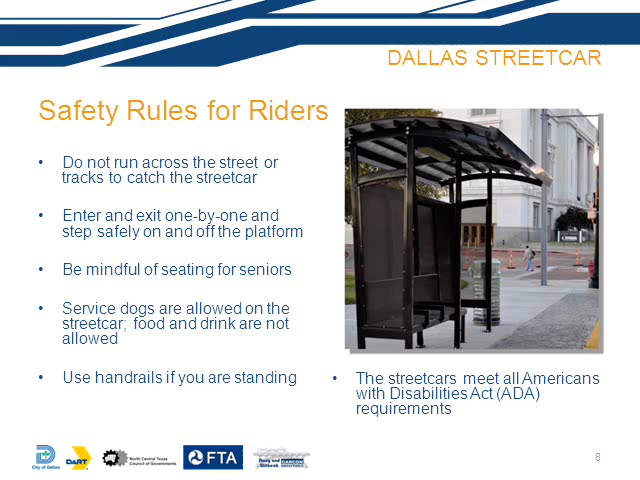 DALLAS STREETCAR
Safety Rules for Riders
• Do not run across the street or
tracks to catch the streetcar
• Enter and exit one-by-one and
step safely on and off the platform
• Be mindful of seating for seniors
• Service dogs are allowed on the
streetcar; food and drink are not
allowed
• Use handrails if you are standing
• The streetcars meet all Americans
with Disabilities Act (ADA)
requirements
City of Dallas
DART
North Central Texas
Council of Governments
FTA
8